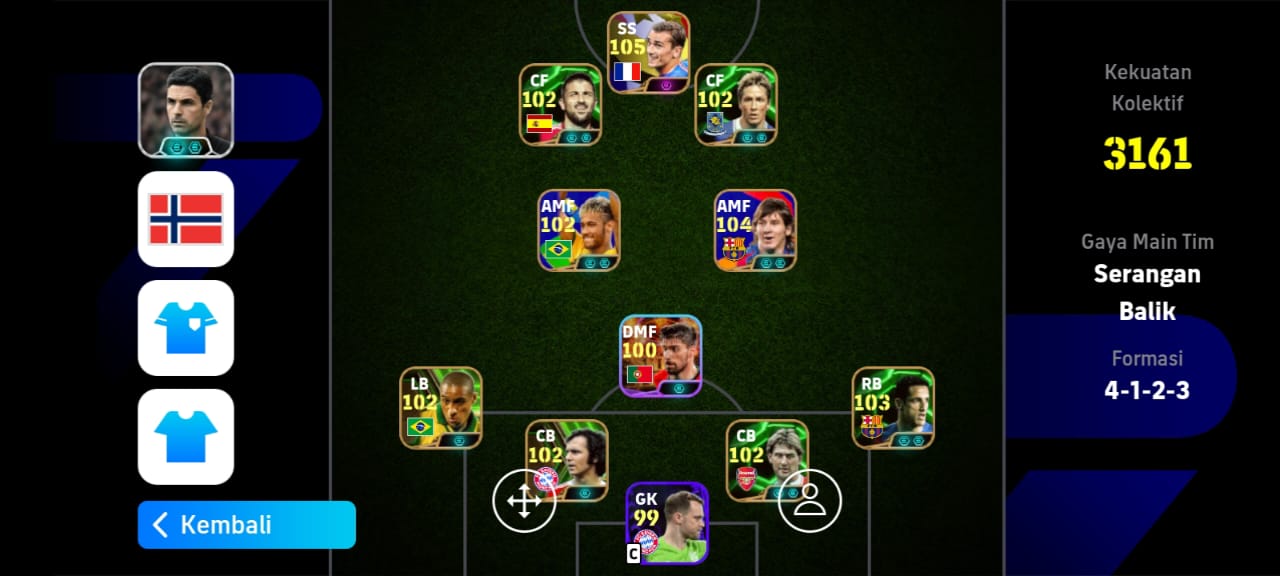 SS
105
CF
102
CF
102
AMF
102
AMF
104
DMF
100
LB
102
RB
103
CB
102
CB
102
GK
99
C
Kembali
Kekuatan
Kolektif
3161
Gaya Main Tim
Serangan
Balik
Formasi
4-1-2-3